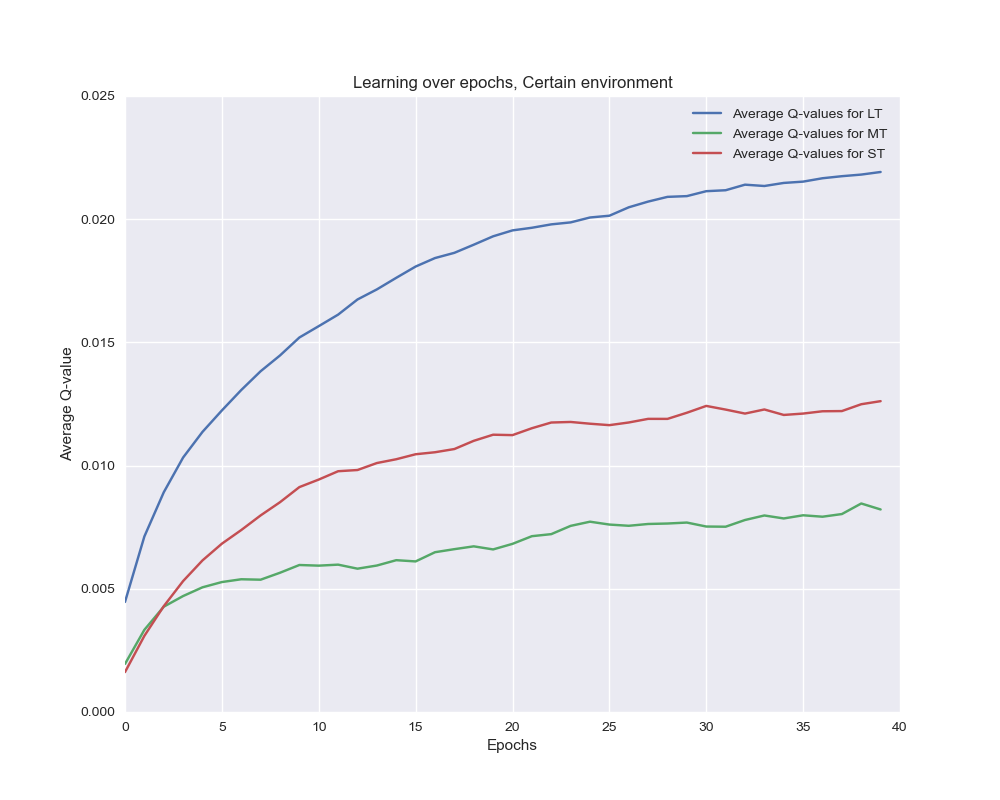 Learning over epochs, Certain environment
0.025
Average Q-values for LT
Average Q-values for MT
Average Q-values for ST
0.020
0.015
Average Q-value
0.010
0.005
0.000
0 5 10 15 20 25 30 35 40
Epochs